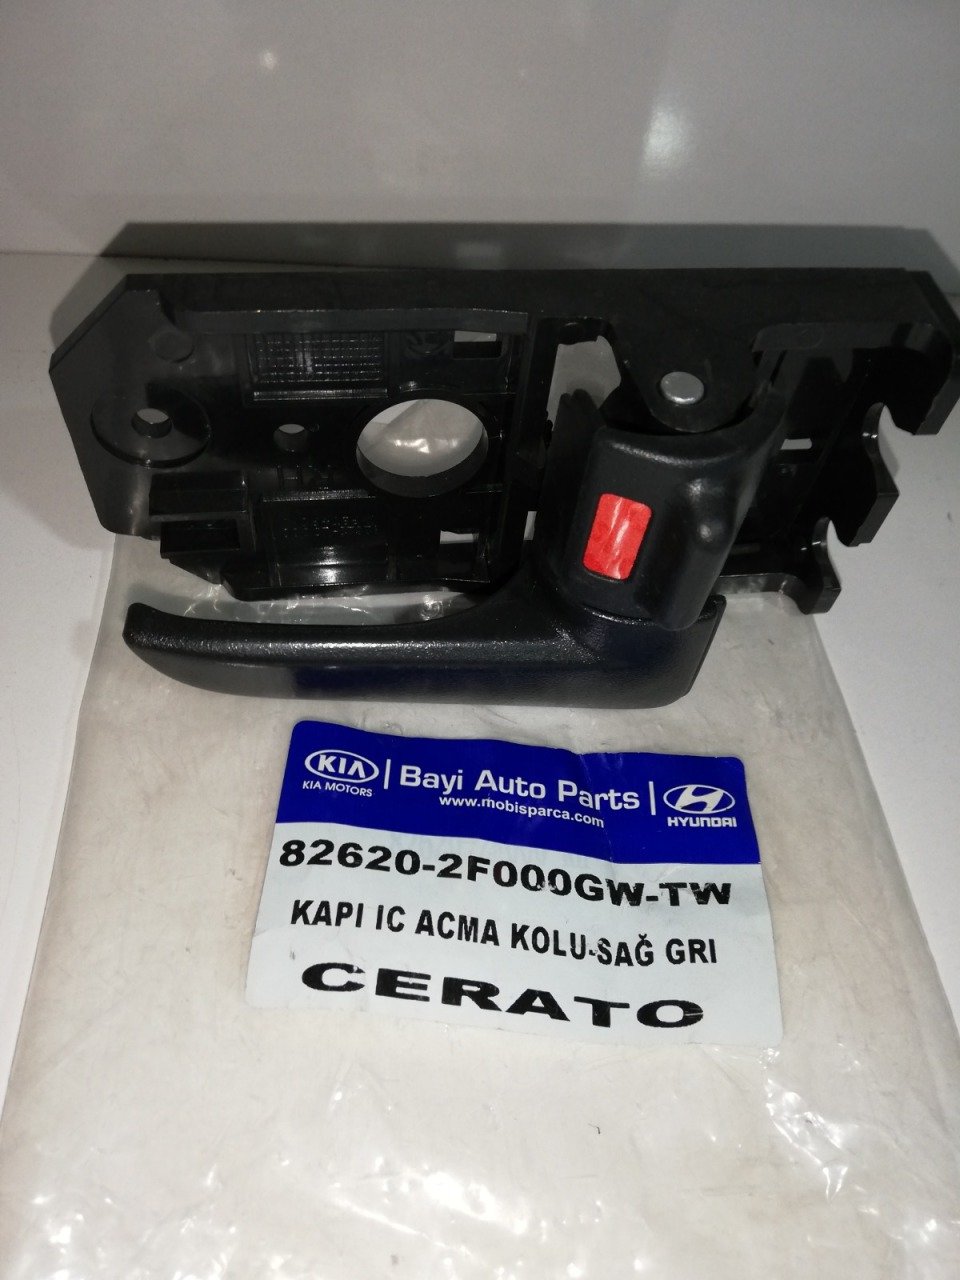 KIA
KIA MOTORS
Bayi Auto Parts
www.mobisparca.com
HYUNDAI
82620-2F000GW-TW
KAPI IC ACMA KOLU-SAĞ GRI
CERATO